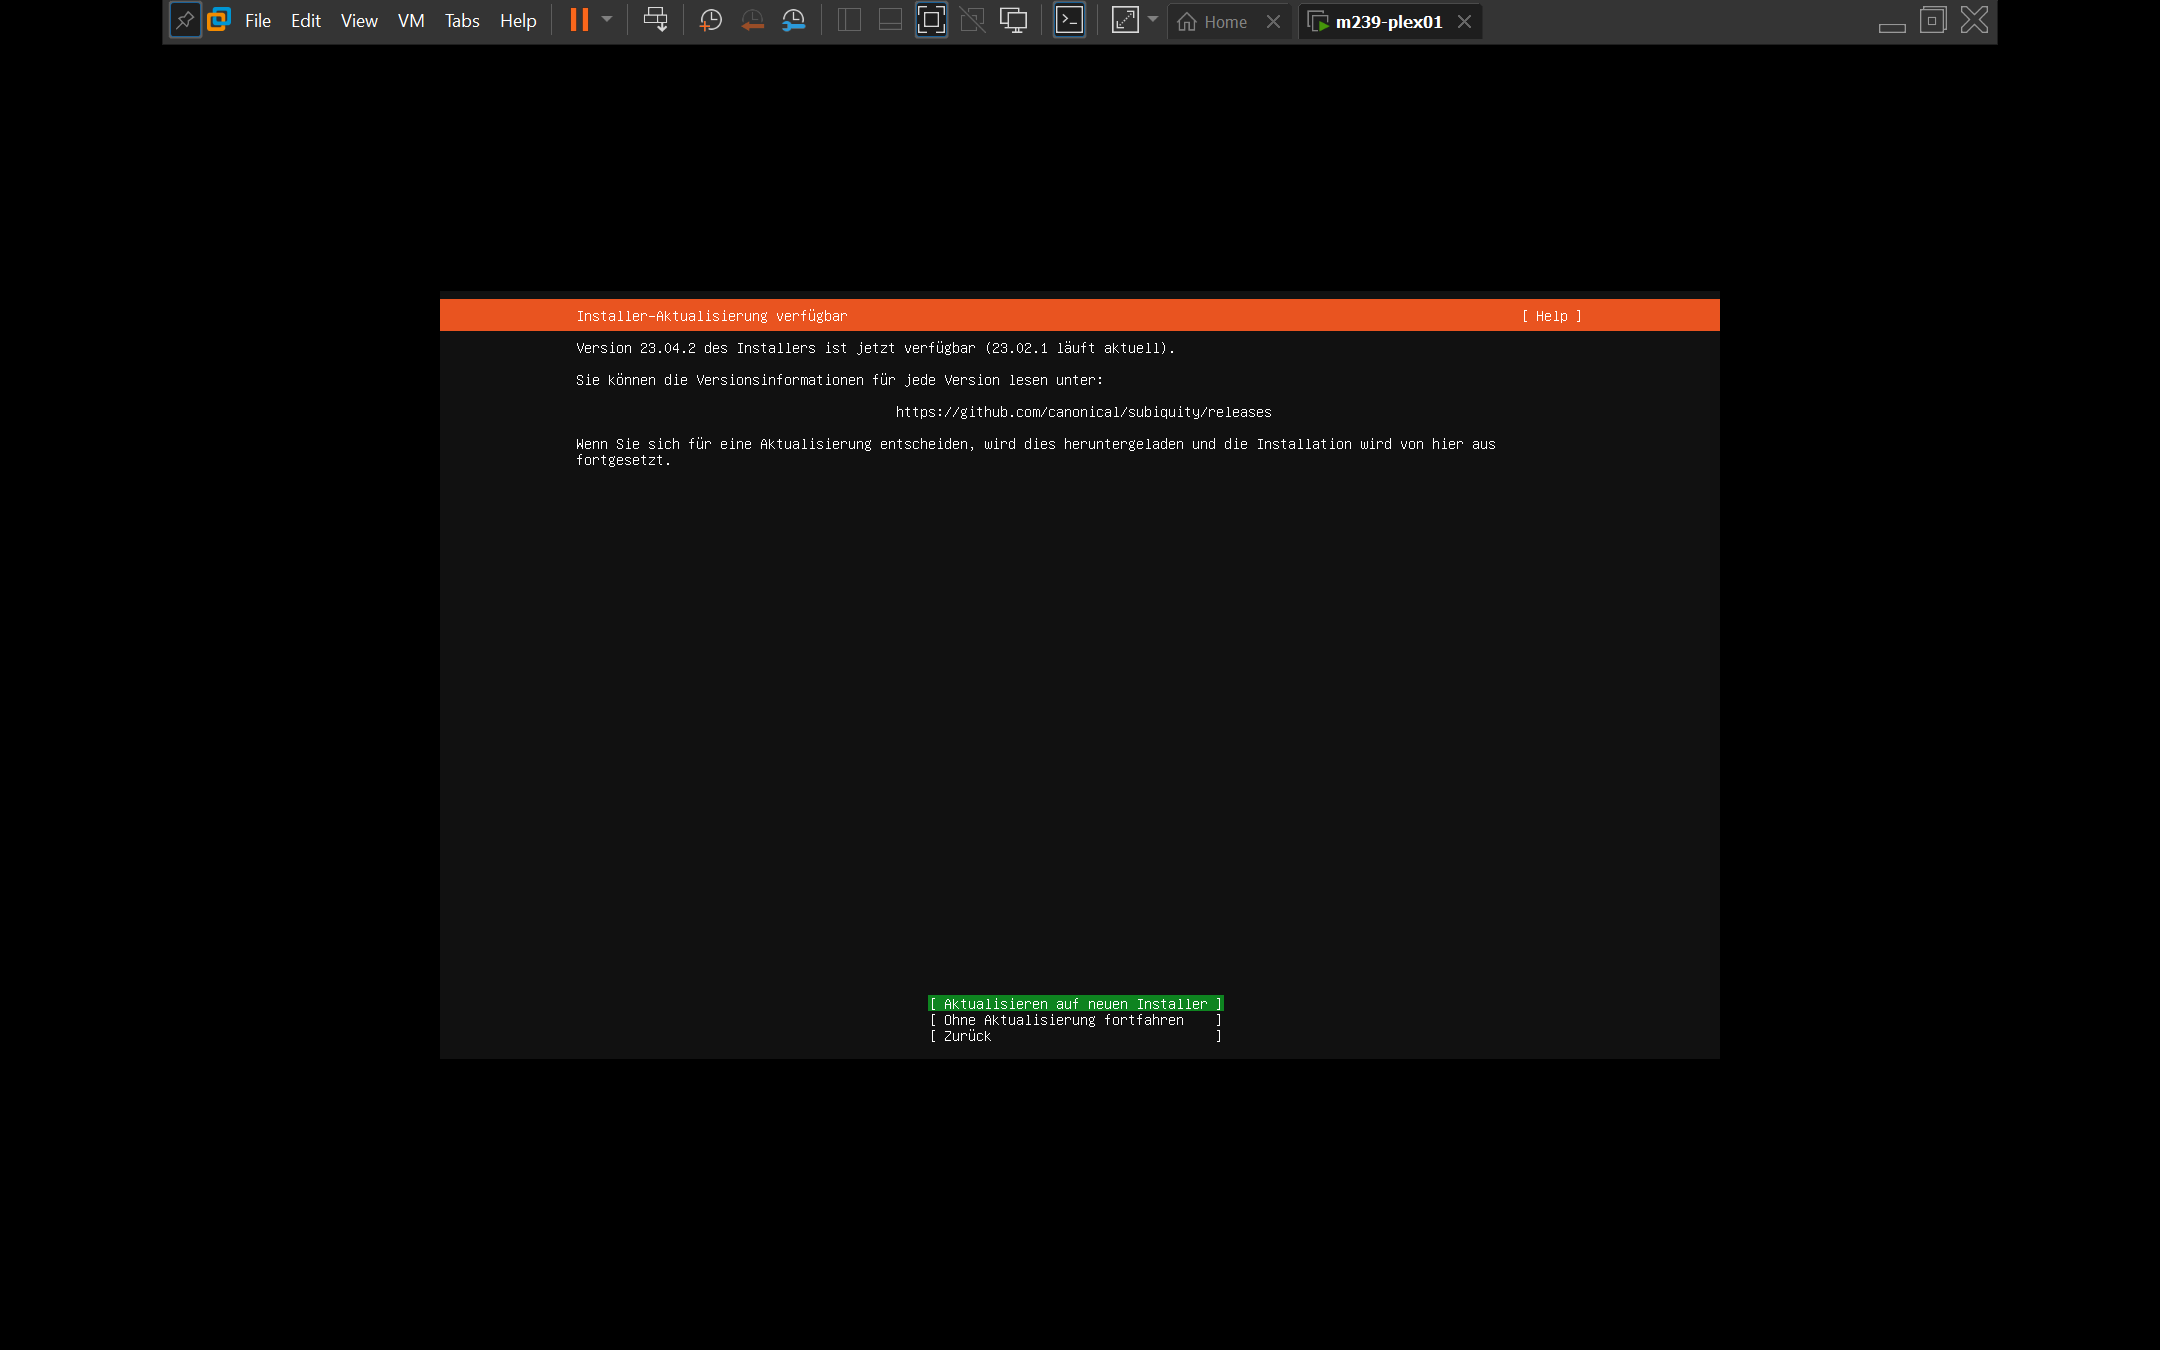 File Edit View VM Tabs Help Home m239-plex01
Installer-Aktualisierung verfügbar [ Help ]
Version 23.04.2 des Installers ist jetzt verfügbar (23.02.1 läuft aktuell).
Sie können die Versionsinformationen für jede Version lesen unter:
https://github.com/canonical/subiquity/releases
Wenn Sie sich für eine Aktualisierung entscheiden, wird dies heruntergeladen und die Installation wird von hier aus
fortgesetzt.
[ Aktualisieren auf neuen Installer ]
[ Ohne Aktualisierung fortfahren ]
[ Zurück ]